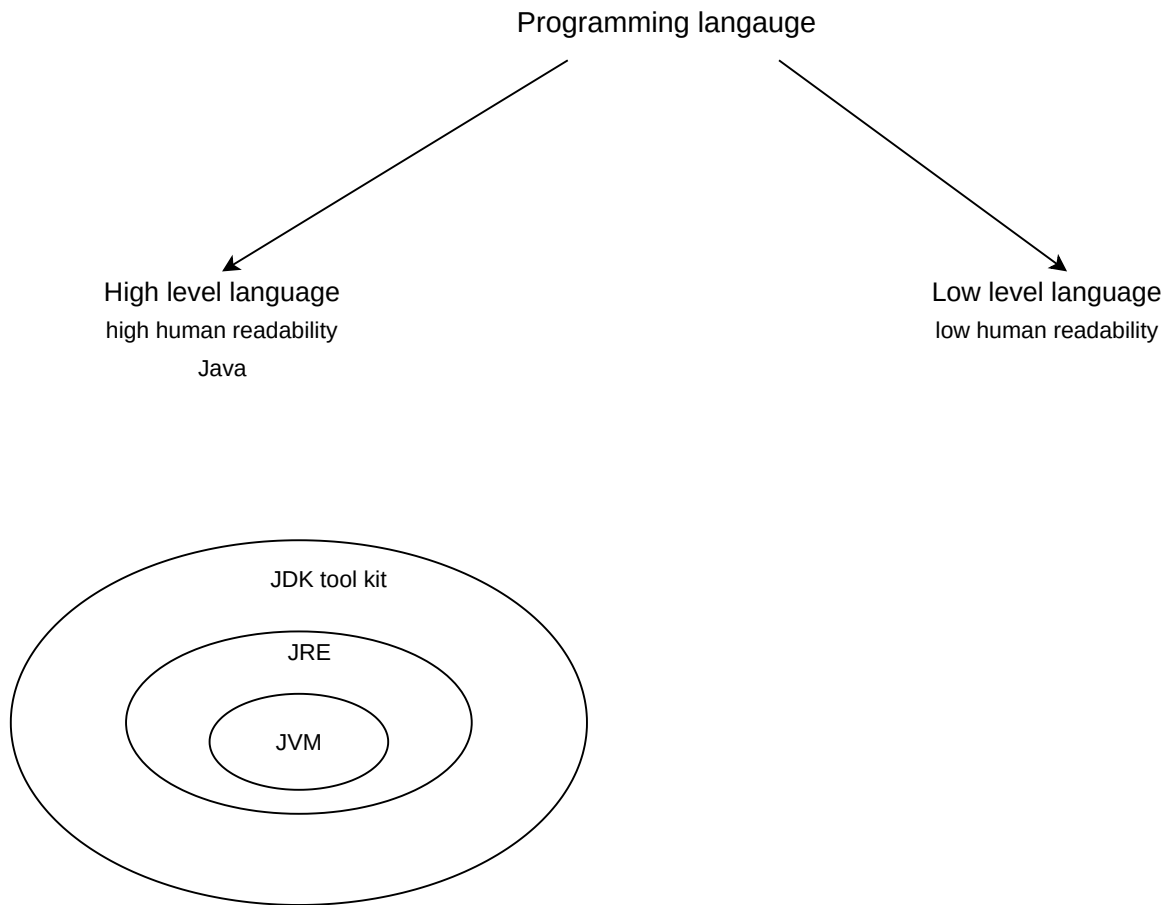 Programming langauge
High level language
high human readability
Java
Low level language
low human readability
JDK tool kit
JRE
JVM